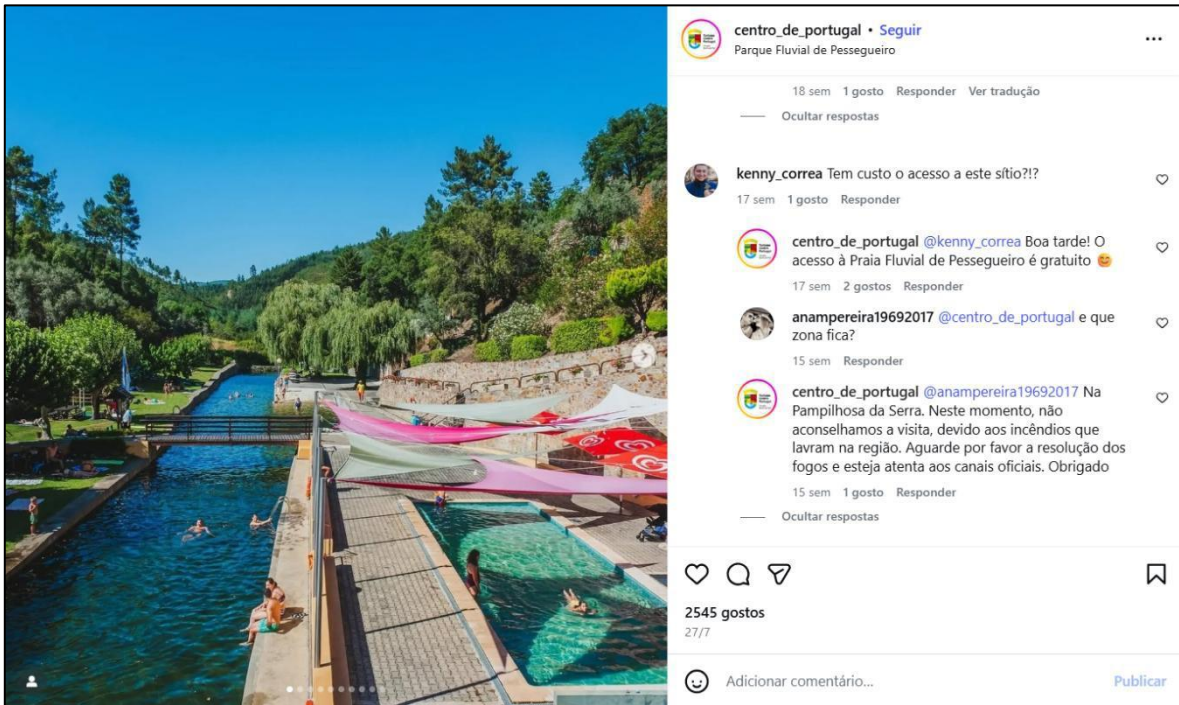 centro_de_portugal • Seguir
Parque Fluvial de Pessegueiro
18 sem 1 gosto Responder Ver tradução
Ocultar respostas
kenny_correa Tem custo o acesso a este sítio?!?
17 sem 1 gosto Responder
centro_de_portugal @kenny_correa Boa tarde! O
acesso à Praia Fluvial de Pessegueiro é gratuito 😊
17 sem 2 gostos Responder
anampereira19692017 @centro_de_portugal e que
zona fica?
15 sem Responder
centro_de_portugal @anampereira19692017 Na
Pampilhosa da Serra. Neste momento, não
aconselhamos a visita, devido aos incêndios que
lavram na região. Aguarde por favor a resolução dos
fogos e esteja atenta aos canais oficiais. Obrigado
15 sem 1 gosto Responder
Ocultar respostas
2545 gostos
27/7
Adicionar comentário... Publicar